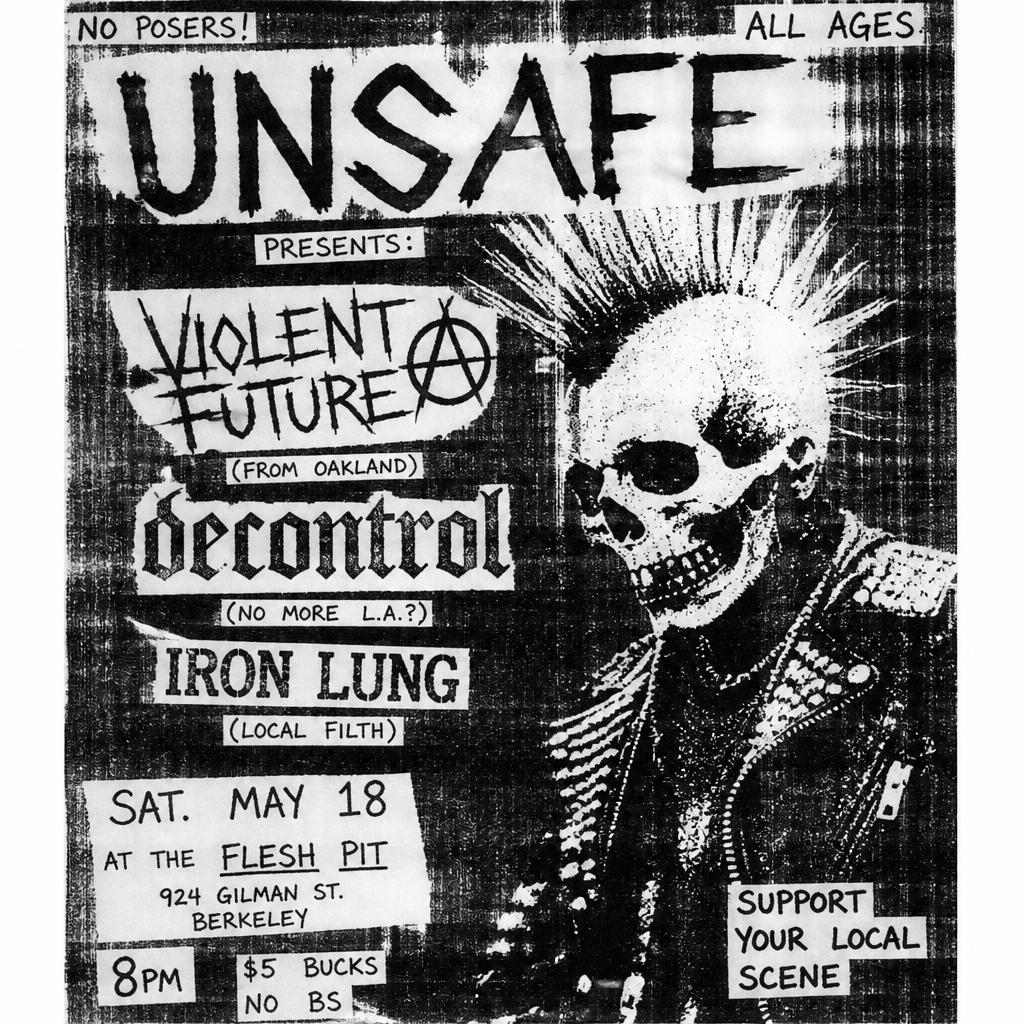 NO POSERS!
ALL AGES
UNSAFE
PRESENTS:
VIOLENT
FUTURE
(FROM OAKLAND)
decontrol
(NO MORE L.A.?)
IRON LUNG
(LOCAL FILTH)
SAT. MAY 18
AT THE FLESH PIT
924 GILMAN ST.
BERKELEY
8PM
$5 BUCKS
NO BS
SUPPORT
YOUR LOCAL
SCENE